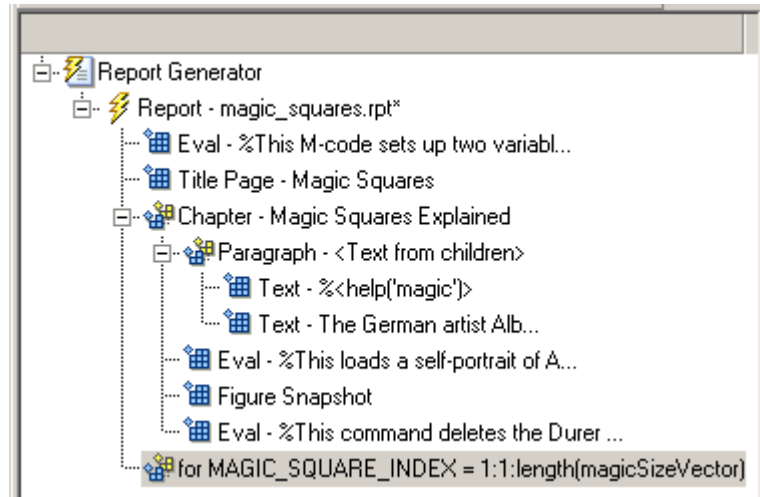 Report Generator
Report - magic_squares.rpt*
Eval - %This M-code sets up two variabl...
Title Page - Magic Squares
Chapter - Magic Squares Explained
Paragraph - <Text from children>
Text - %<help('magic')>
Text - The German artist Alb...
Eval - %This loads a self-portrait of A...
Figure Snapshot
Eval - %This command deletes the Durer ...
for MAGIC_SQUARE_INDEX = 1:1:length(magicSizeVector)